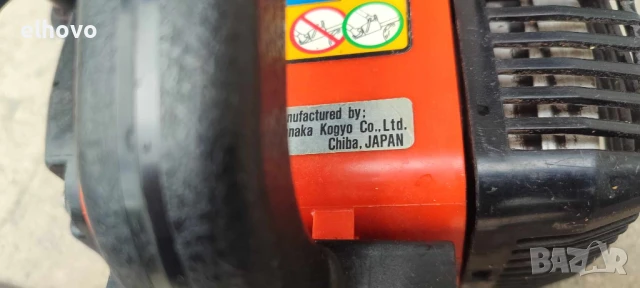 elhovo
nufactured by;
naka Kogyo Co., Ltd.
Chiba, JAPAN
BAZAR